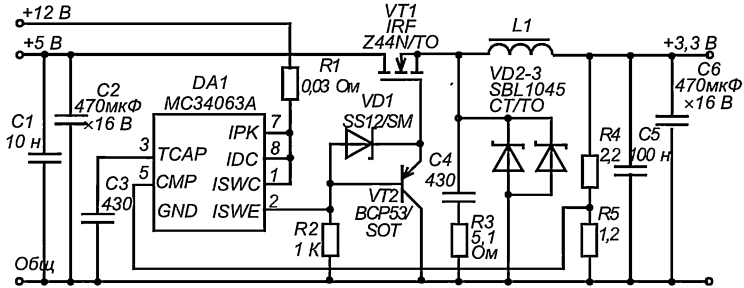 +12 В
+5 В
C1
10 н
C2
470мкФ
×16 В
DA1
MC34063A
3
TCAP
5
CMP
GND
IPK
7
IDC
8
ISWC
1
ISWE
2
C3
430
R1
0,03 Ом
VD1
SS12/SM
R2
1 К
VT1
IRF
Z44N/TO
VT2
BCP53/
SOT
C4
430
R3
5,1
Ом
L1
VD2-3
SBL1045
CT/TO
R4
2,2
R5
1,2
C5
100 н
+3,3 В
C6
470мкФ
×16 В
Общ